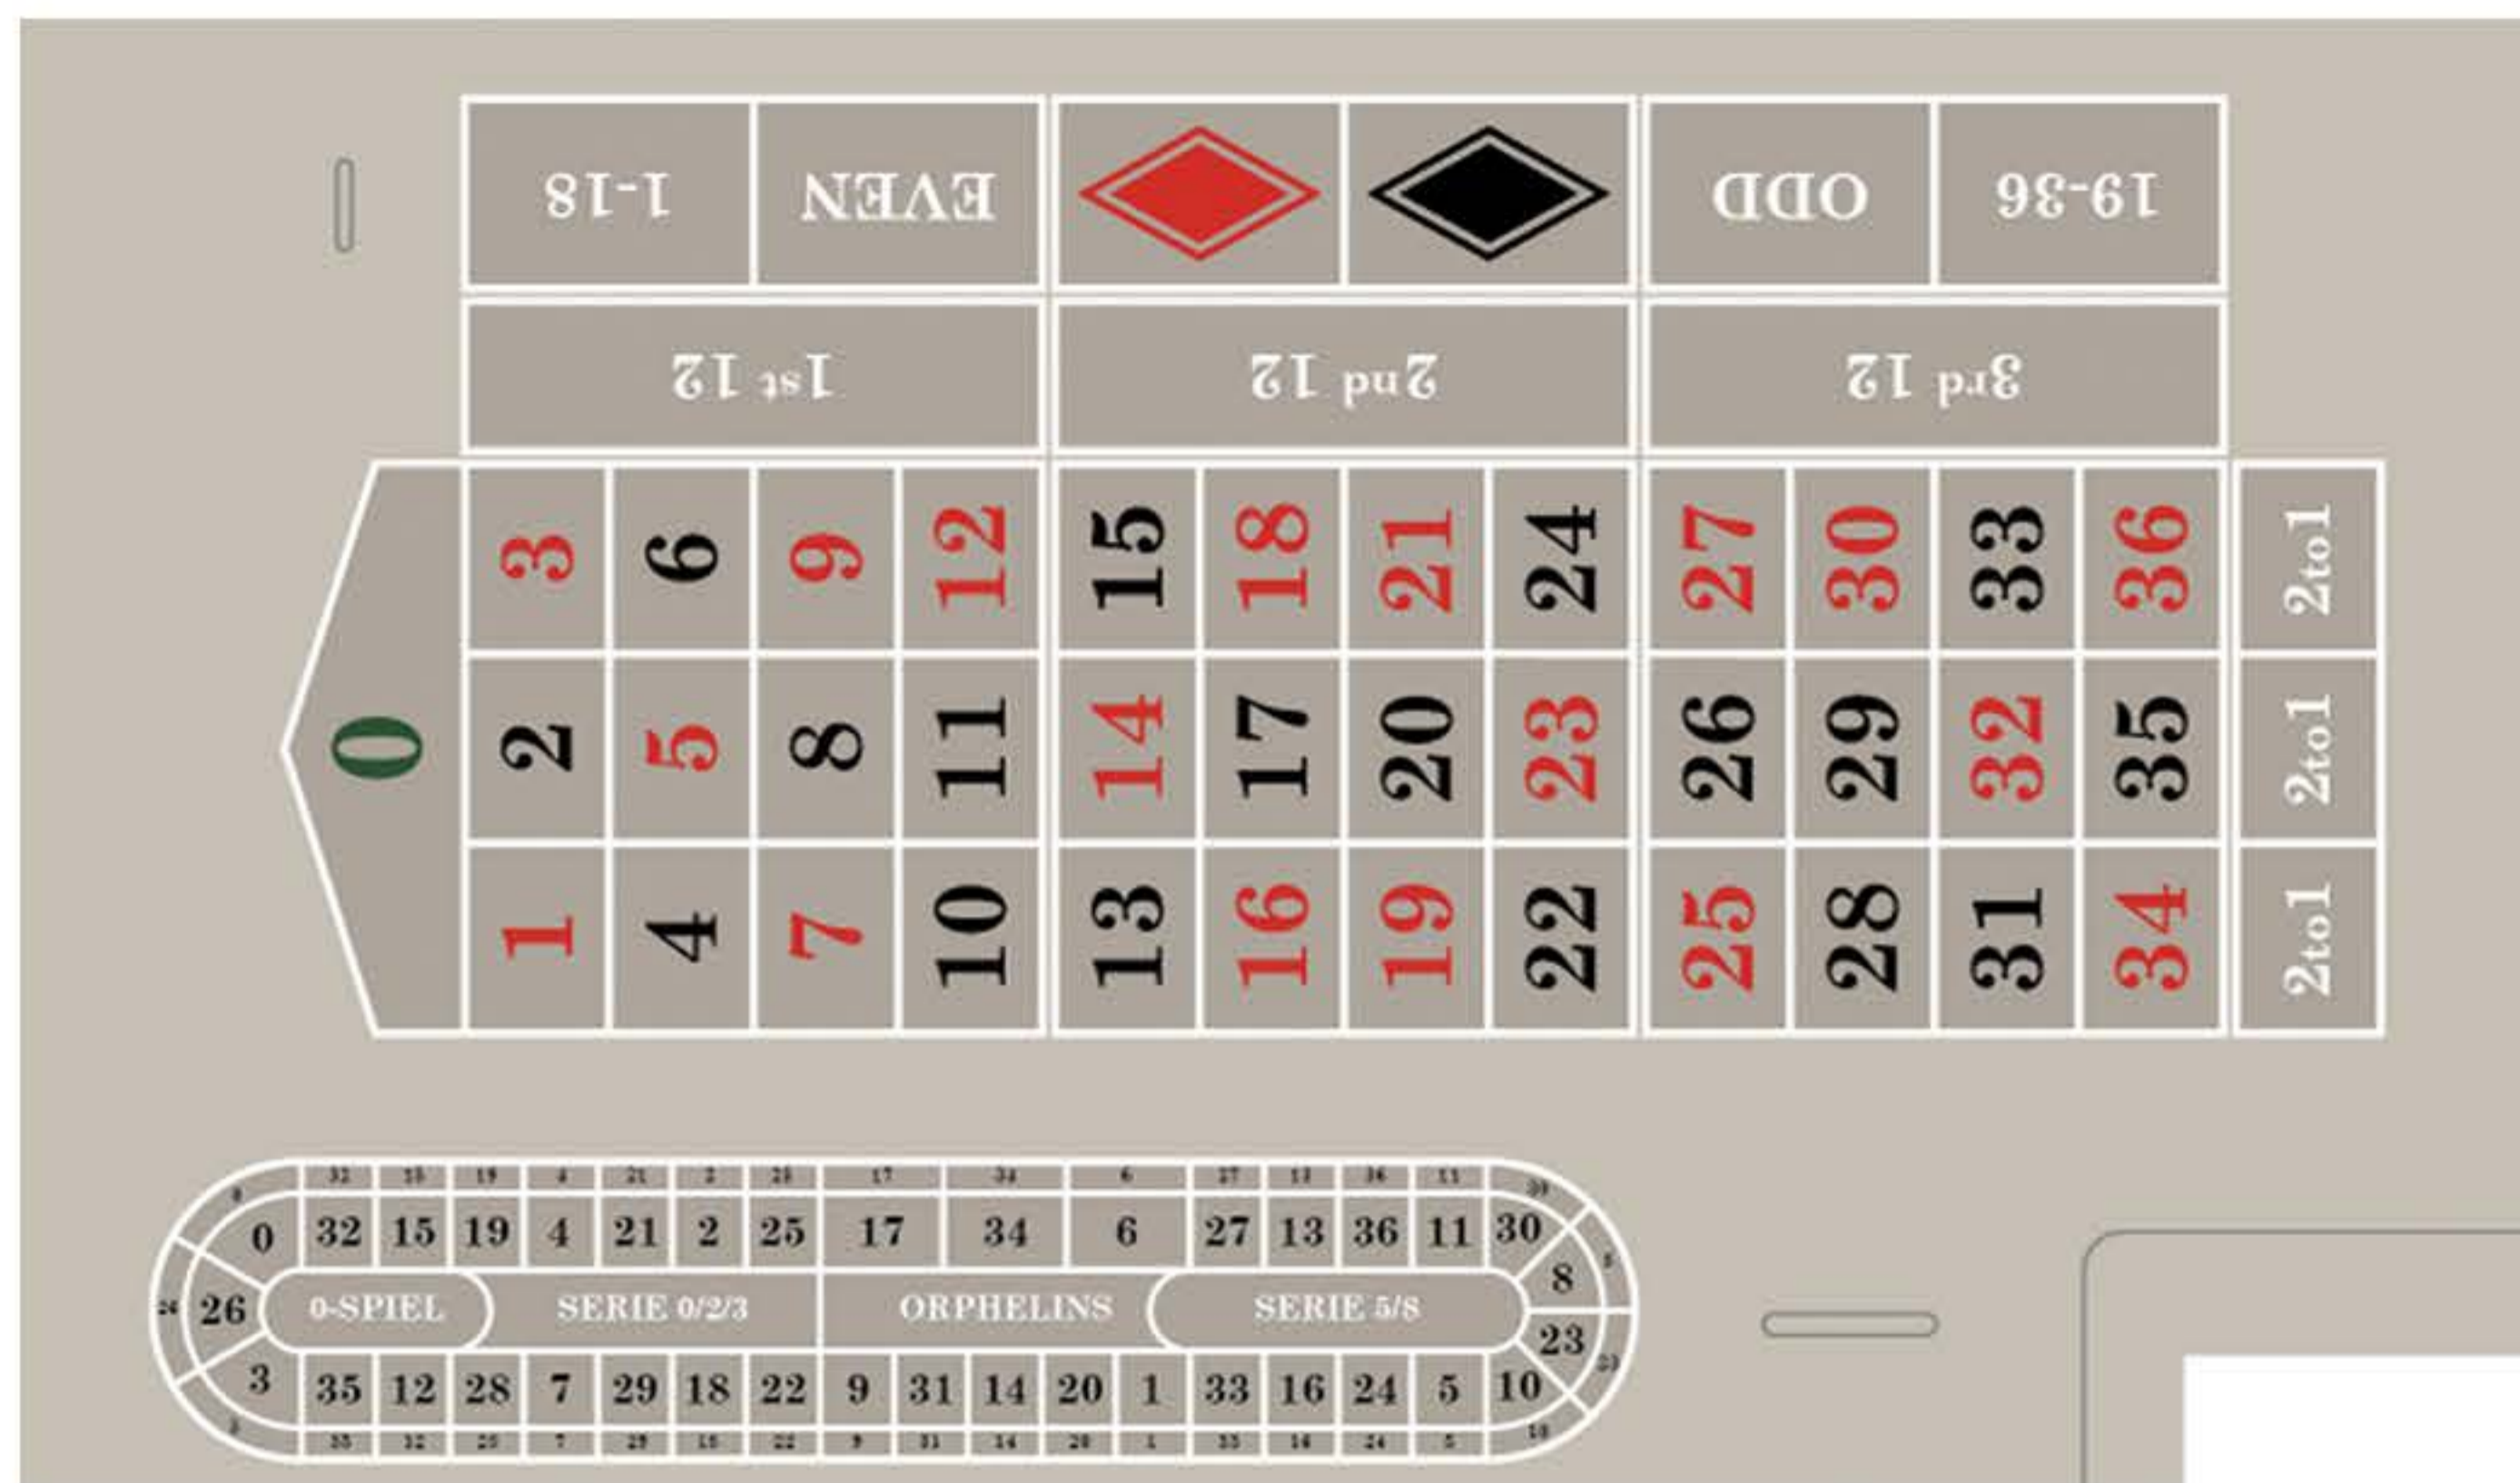 1-18 EVEN ODD 19-36
1st 12 2nd 12 3rd 12
3 6 9 12 15 18 21 24 27 30 33 36 2to1
0 2 5 8 11 14 17 20 23 26 29 32 35 2to1
1 4 7 10 13 16 19 22 25 28 31 34 2to1
0 32 15 19 4 21 2 25 17 34 6 27 13 36 11 30
8
26 0-SPIEL SERIE 0/2/3 ORPHELINS SERIE 5/8
23
3 35 12 28 7 29 18 22 9 31 14 20 1 33 16 24 5 10